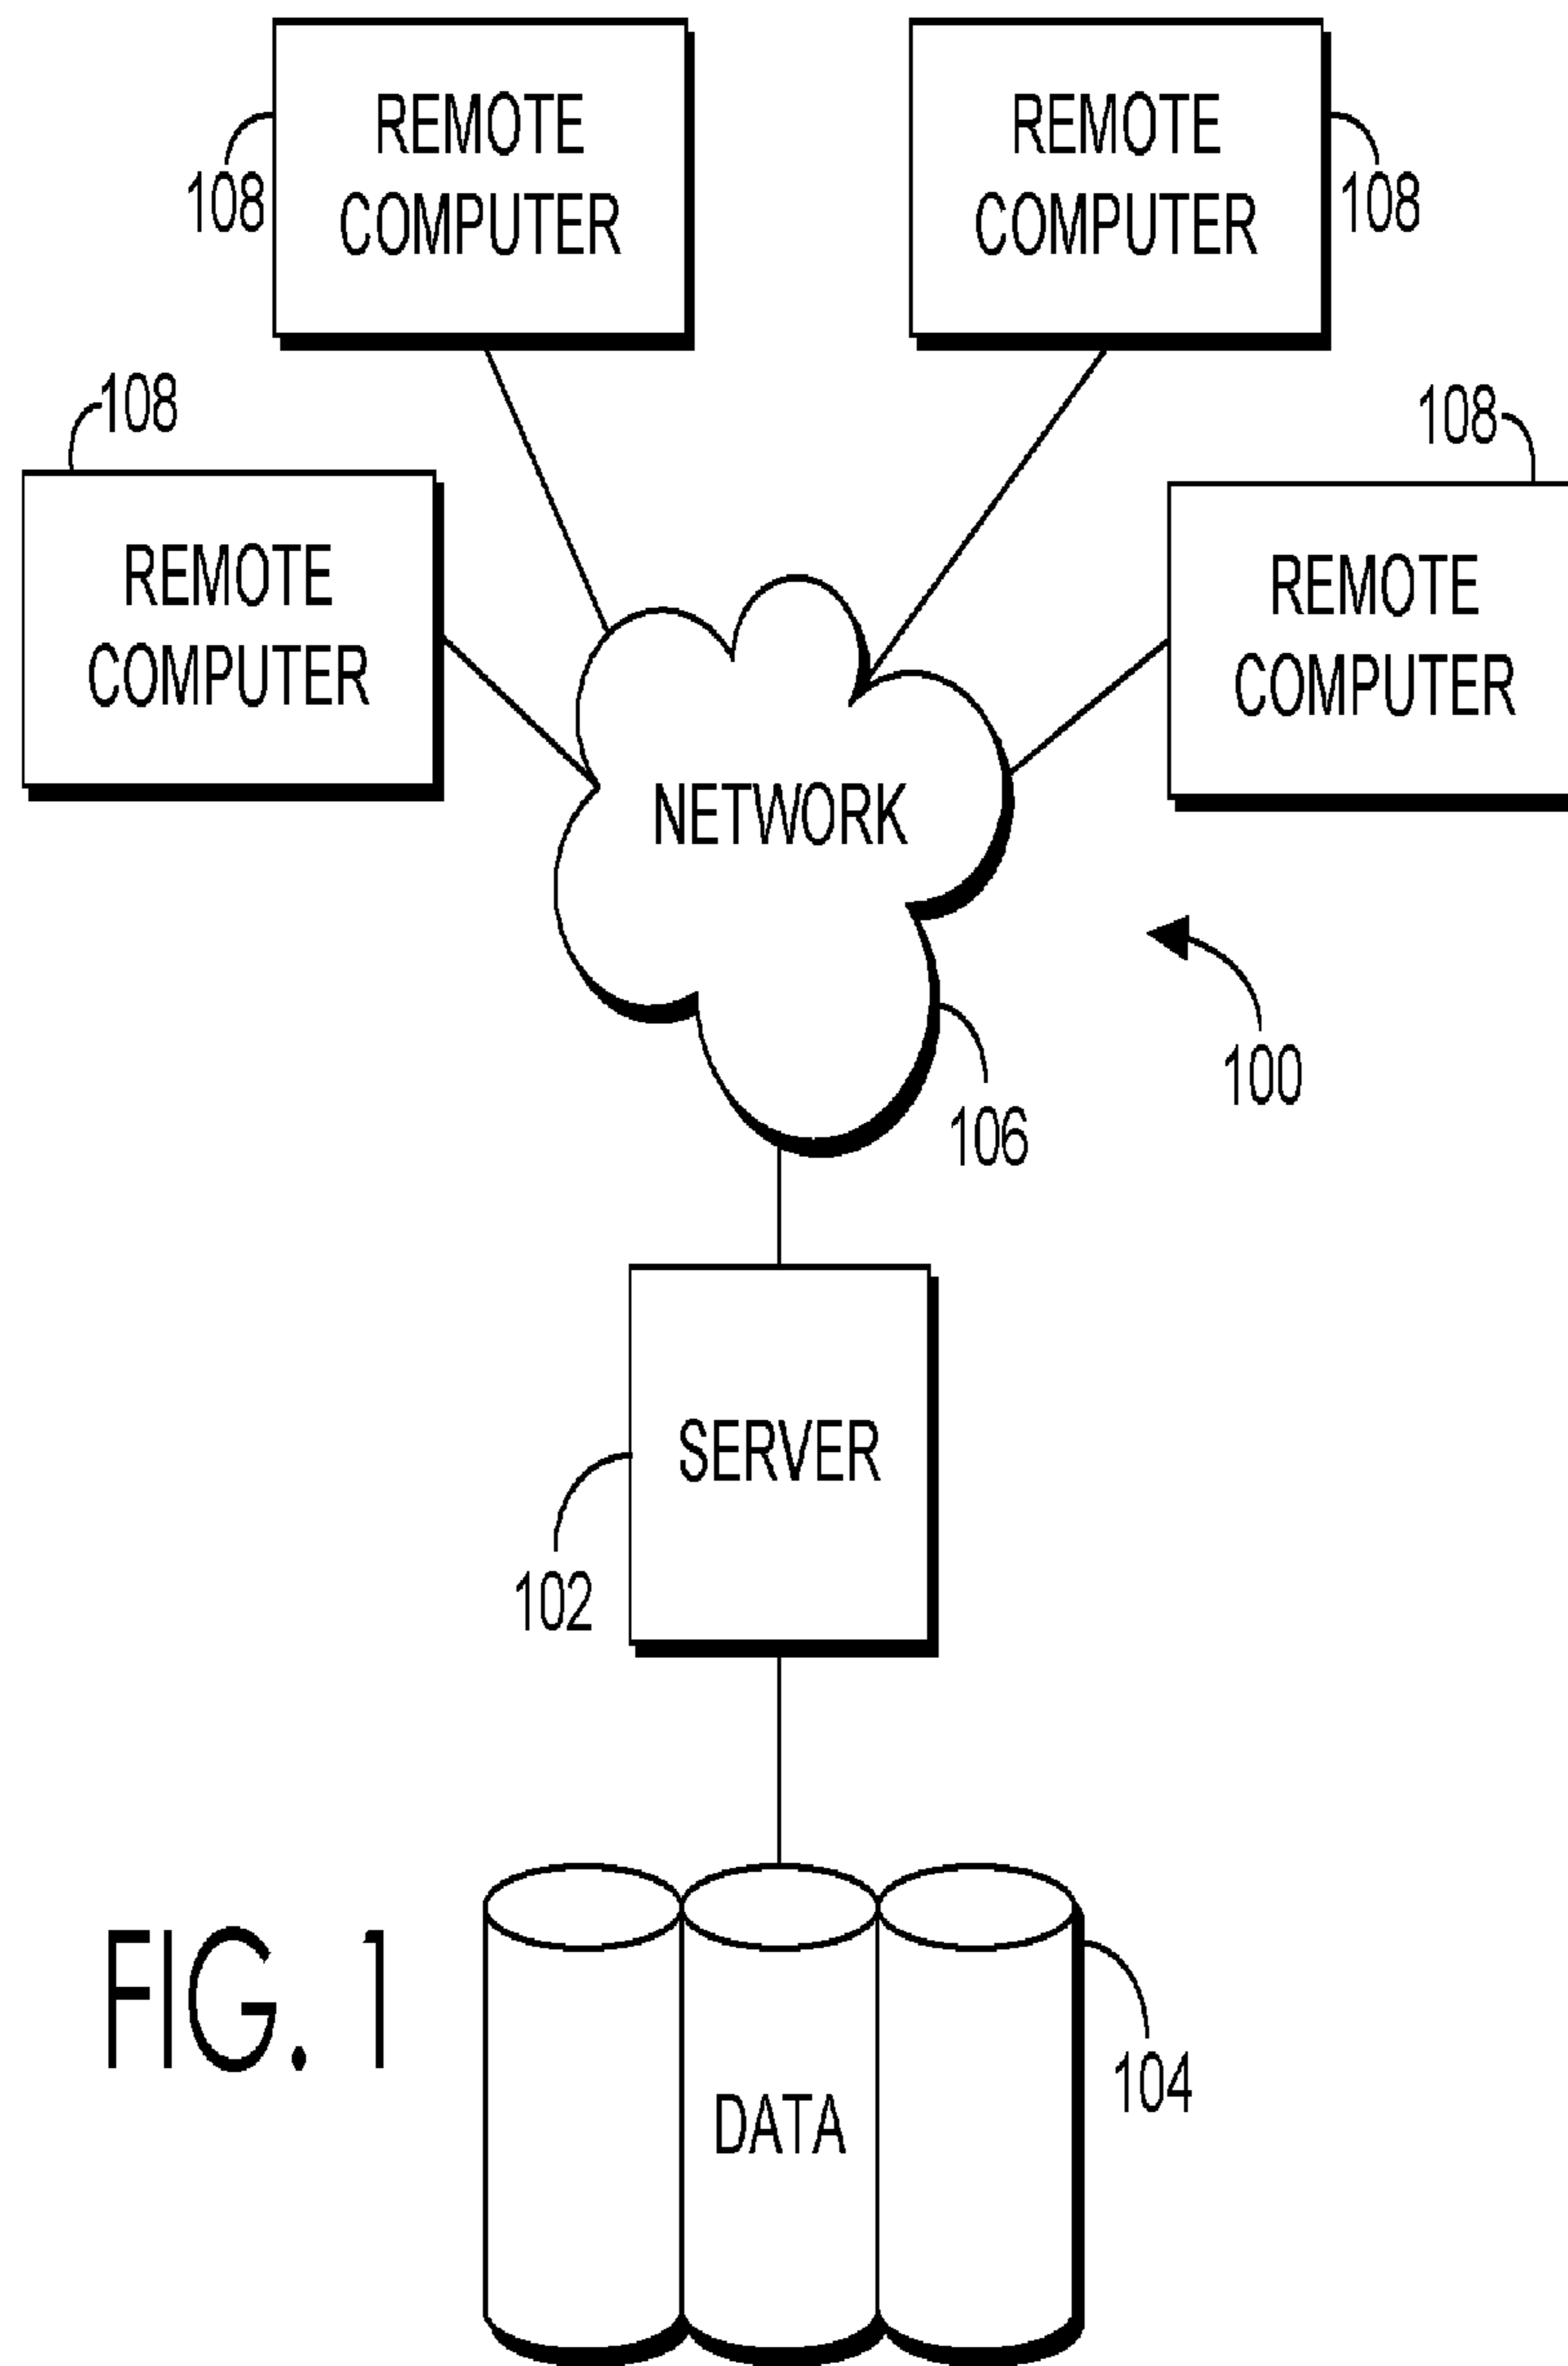 REMOTE
COMPUTER
108
REMOTE
COMPUTER
108
108
REMOTE
COMPUTER
108
REMOTE
COMPUTER
NETWORK
100
106
SERVER
102
FIG. 1
DATA
104